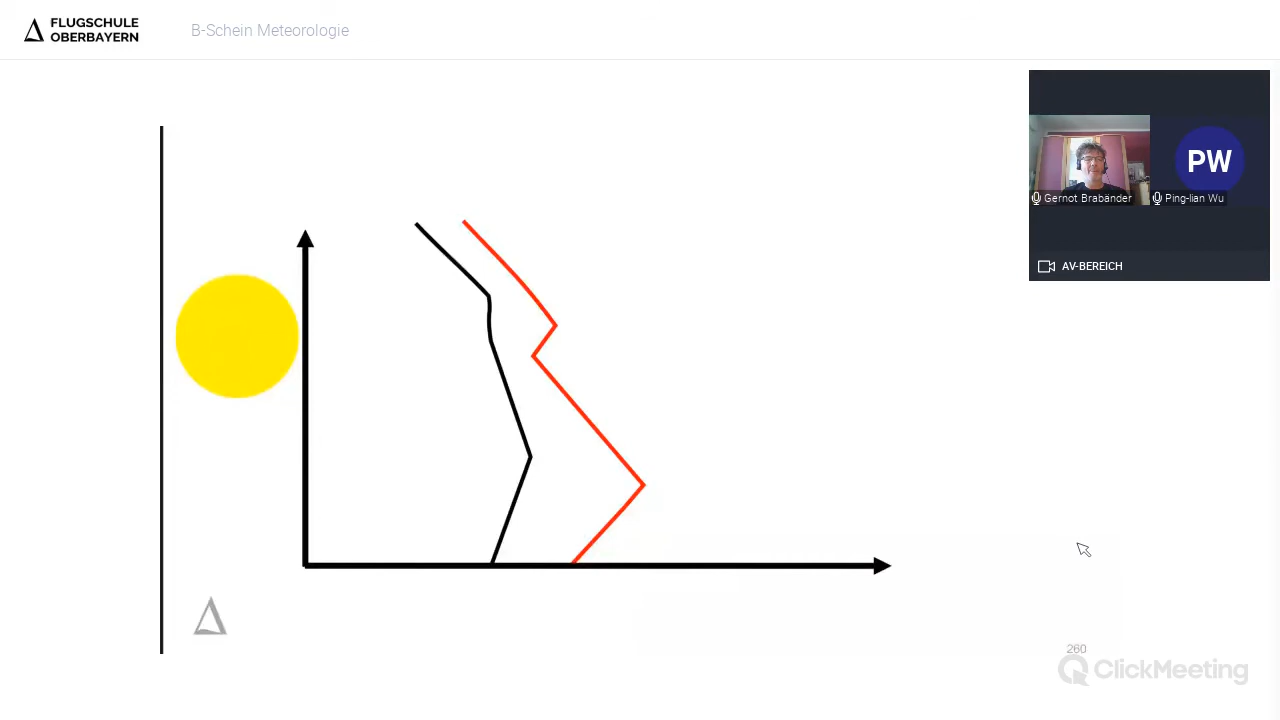 FLUGSCHULE
OBERBAYERN
B-Schein Meteorologie
PW
Gernot Brabänder
Ping-lian Wu
AV-BEREICH
260
ClickMeeting